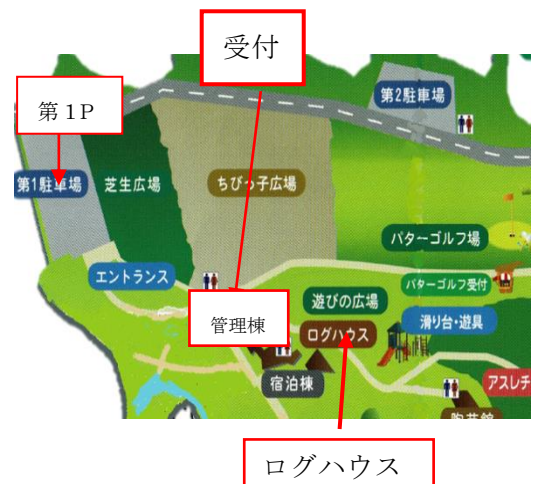 受付
第1P
第2駐車場
第1駐車場
芝生広場
ちびっ子広場
パターゴルフ場
エントランス
遊びの広場
パターゴルフ受付
管理棟
ログハウス
滑り台・遊具
宿泊棟
アスレチ
ログハウス